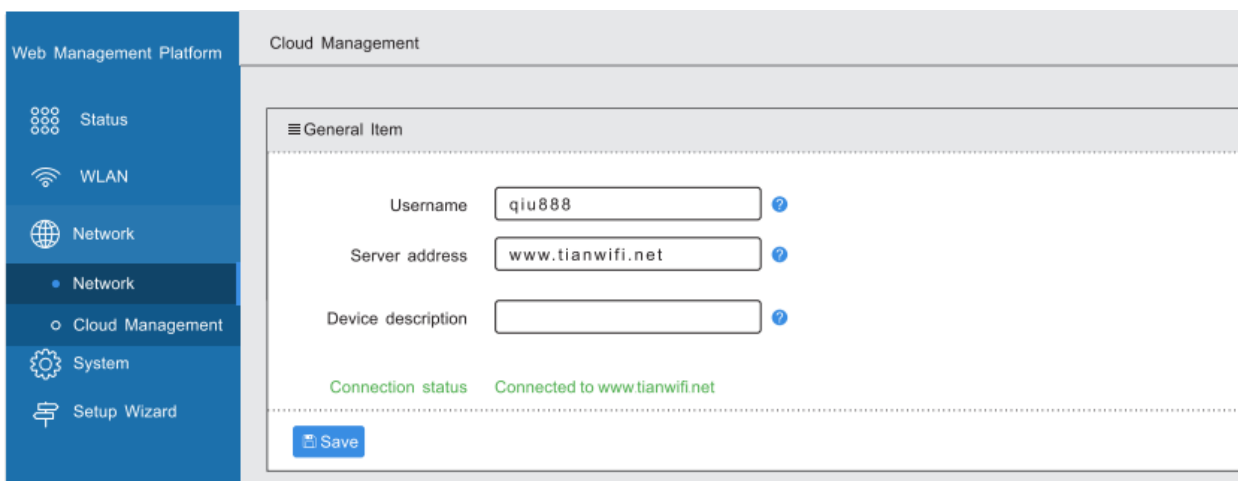 Web Management Platform
Status
WLAN
Network
Network
Cloud Management
System
Setup Wizard
Cloud Management
General Item
Username qiu888 ?
Server address www.tianwifi.net ?
Device description ?
Connection status Connected to www.tianwifi.net
Save